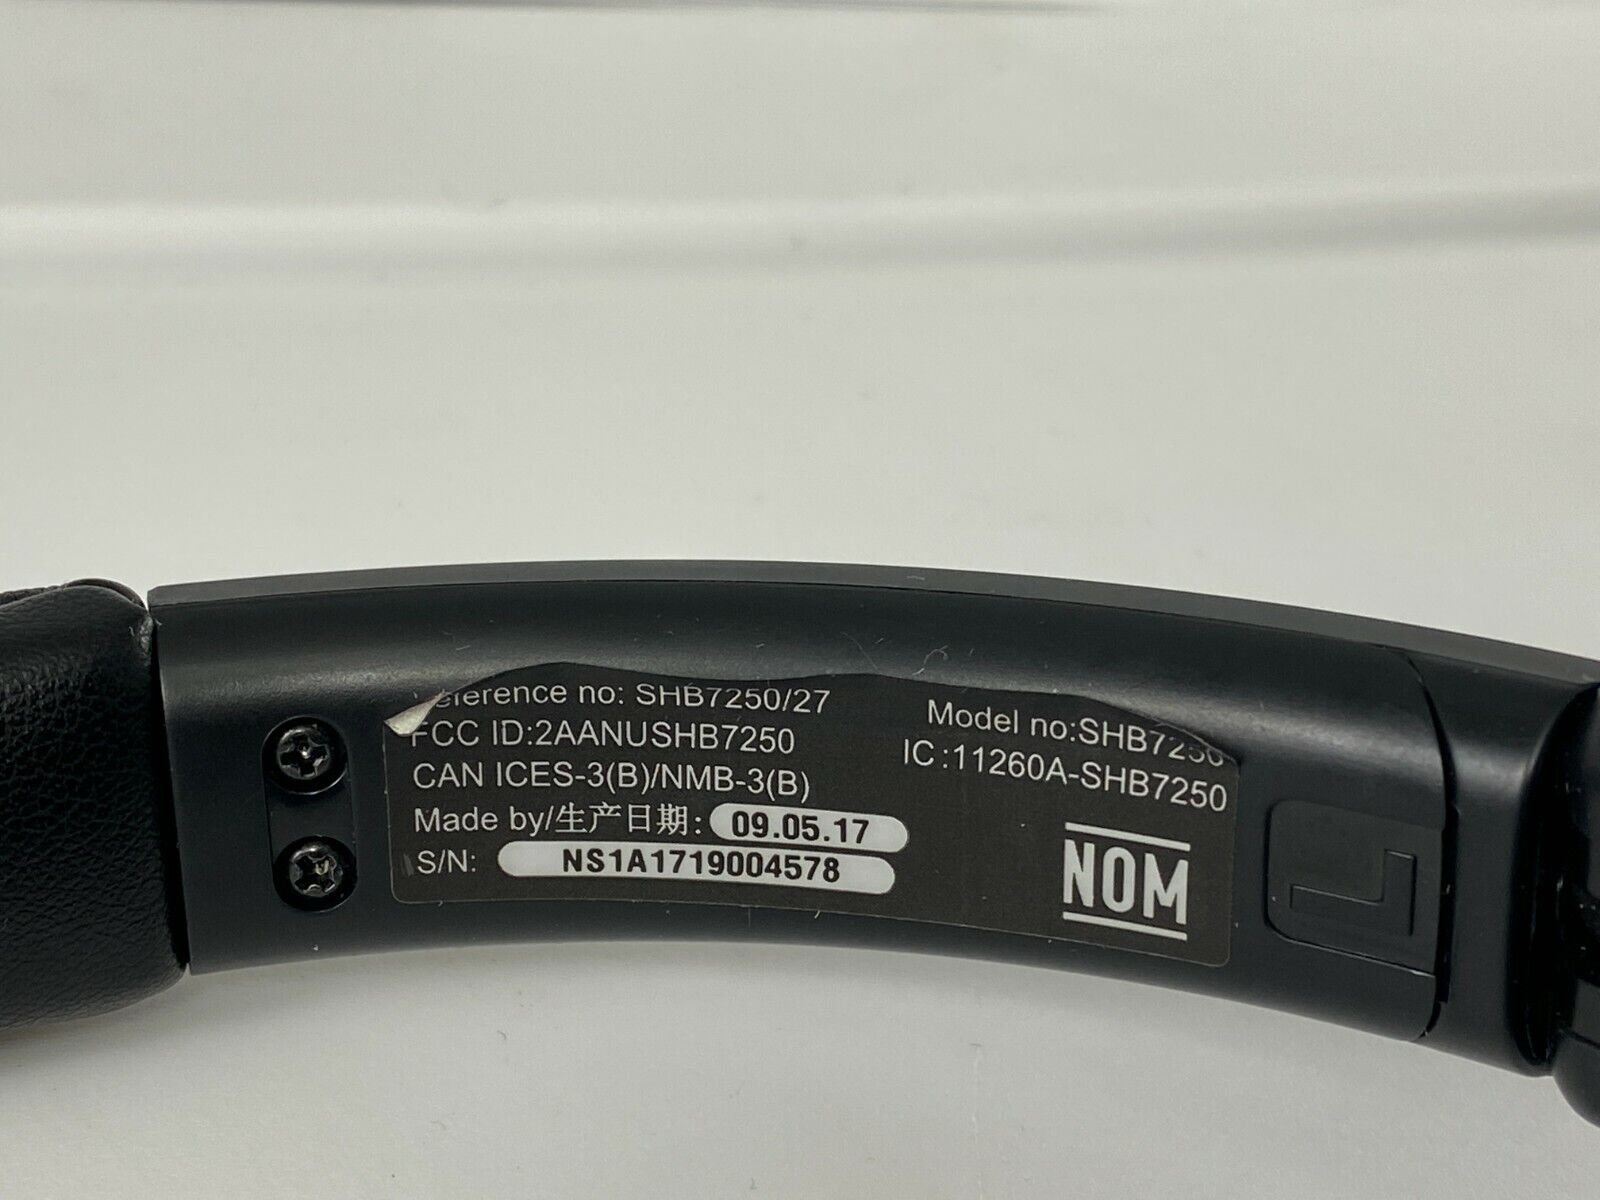 eference no: SHB7250/27
Model no:SHB7250
FCC ID:2AANUSHB7250
IC:11260A-SHB7250
CAN ICES-3(B)/NMB-3(B)
Made by/生产日期: 09.05.17
S/N: NS1A1719004578
NOM
L